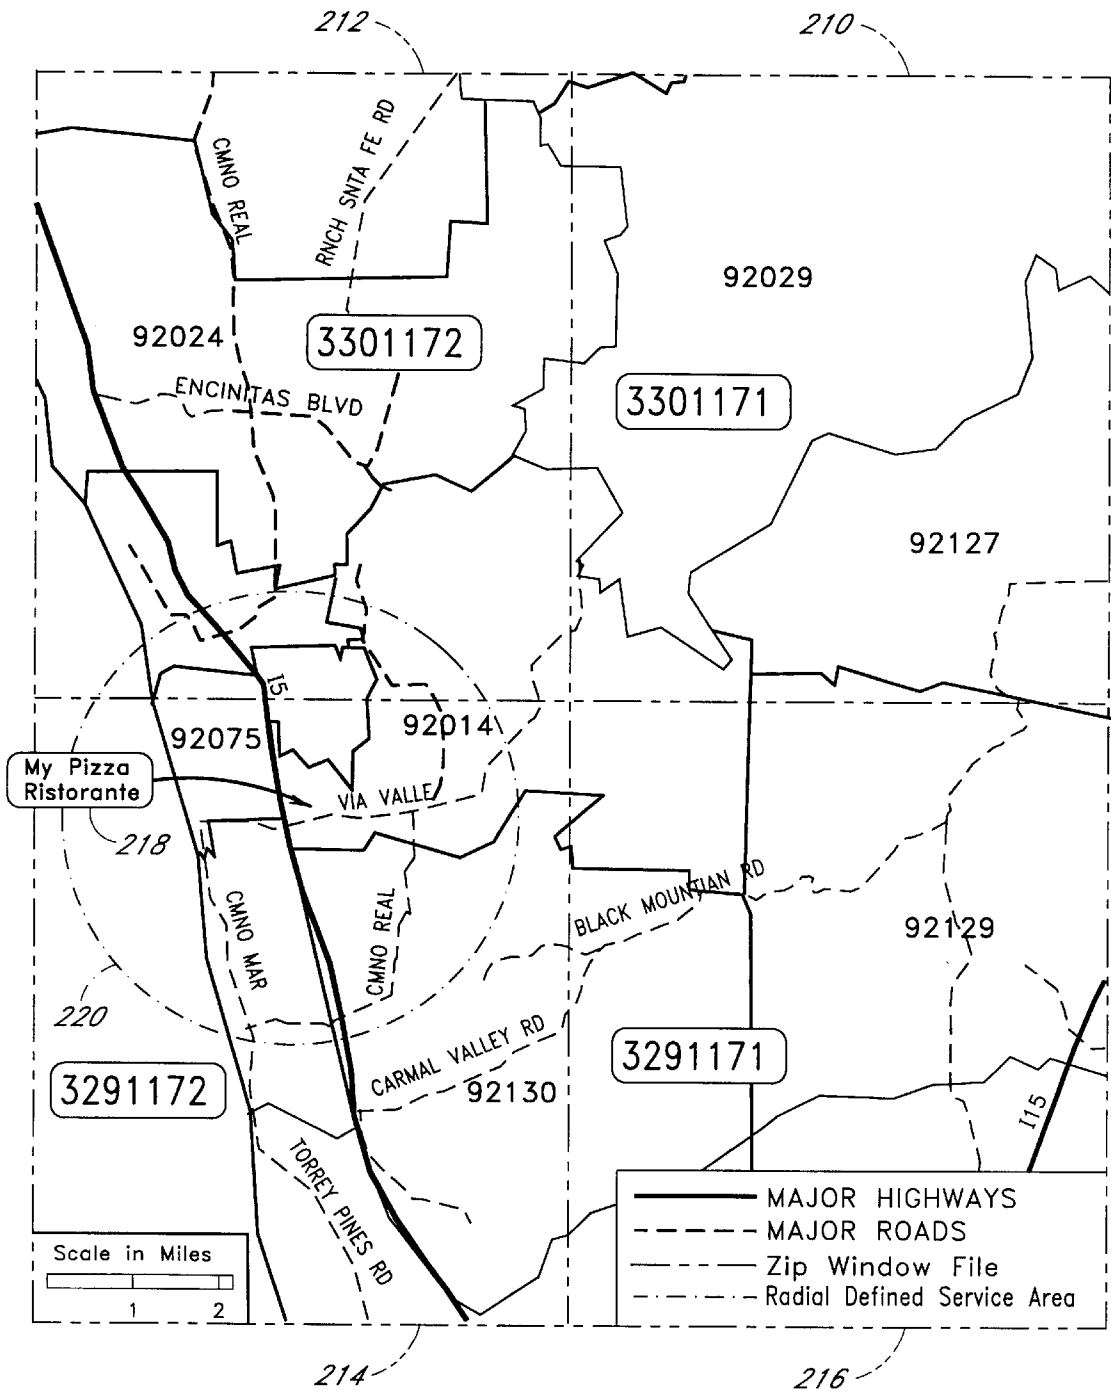 212
210
CMNO REAL
RNCH SNTA FE RD
92029
92024
3301172
3301171
ENCINITAS BLVD
92127
I5
92075
92014
My Pizza
Ristorante
VIA VALLE
218
BLACK MOUNTIAN RD
CMNO MAR
CMNO REAL
92129
220
CARMAL VALLEY RD
3291171
3291172
92130
I15
TORREY PINES RD
MAJOR HIGHWAYS
MAJOR ROADS
Zip Window File
Radial Defined Service Area
Scale in Miles
1 2
214
216